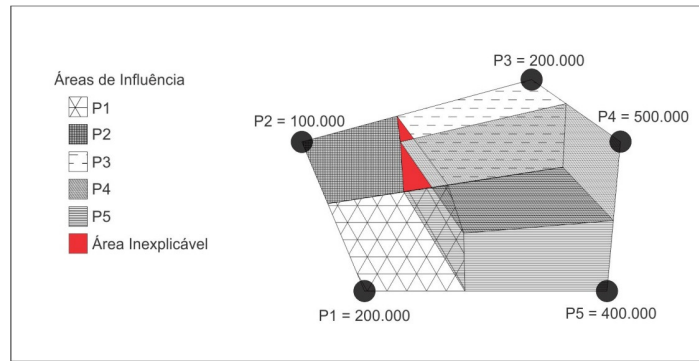 Áreas de Influência
P1
P2
P3
P4
P5
Área Inexplicável
P3 = 200.000
P2 = 100.000
P4 = 500.000
P1 = 200.000
P5 = 400.000